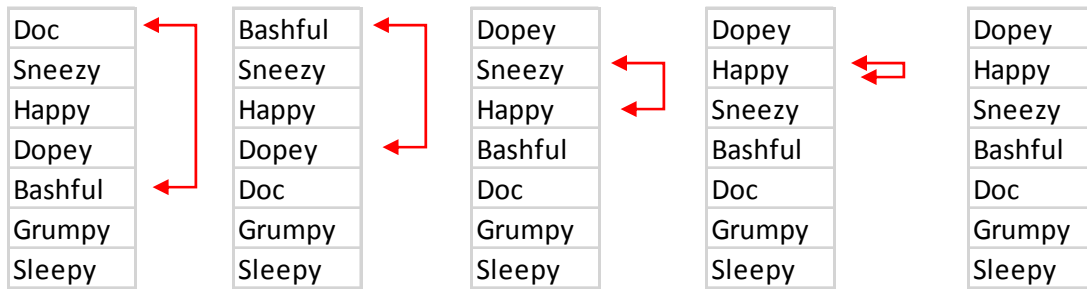 Doc Bashful Dopey Dopey Dopey
Sneezy Sneezy Sneezy Happy Happy
Happy Happy Happy Sneezy Sneezy
Dopey Dopey Bashful Bashful Bashful
Bashful Doc Doc Doc Doc
Grumpy Grumpy Grumpy Grumpy Grumpy
Sleepy Sleepy Sleepy Sleepy Sleepy